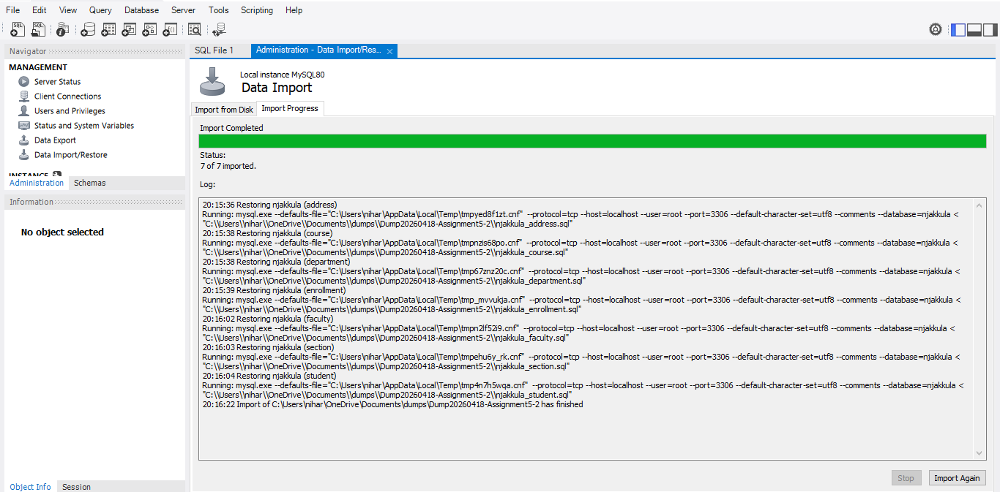 File Edit View Query Database Server Tools Scripting Help
Navigator
MANAGEMENT
Server Status
Client Connections
Users and Privileges
Status and System Variables
Data Export
Data Import/Restore
INSTANCE
Administration Schemas
Information
No object selected
Object Info Session
SQL File 1 Administration - Data Import/Res...
Local instance MySQL80
Data Import
Import from Disk Import Progress
Import Completed
Status:
7 of 7 imported.
Log:
20:15:36 Restoring njakkula (address)
Running: mysql.exe --defaults-file="C:\Users\nihar\AppData\Local\Temp\tmpyed8f1zt.cnf"  --protocol=tcp --host=localhost --user=root --port=3306 --default-character-set=utf8 --comments --database=njakkula <
"C:\\Users\\nihar\\OneDrive\\Documents\\dumps\\Dump20260418-Assignment5-2\\njakkula_address.sql"
20:15:38 Restoring njakkula (course)
Running: mysql.exe --defaults-file="C:\Users\nihar\AppData\Local\Temp\tmpnzis68po.cnf"  --protocol=tcp --host=localhost --user=root --port=3306 --default-character-set=utf8 --comments --database=njakkula <
"C:\\Users\\nihar\\OneDrive\\Documents\\dumps\\Dump20260418-Assignment5-2\\njakkula_course.sql"
20:15:38 Restoring njakkula (department)
Running: mysql.exe --defaults-file="C:\Users\nihar\AppData\Local\Temp\tmp67znz20c.cnf"  --protocol=tcp --host=localhost --user=root --port=3306 --default-character-set=utf8 --comments --database=njakkula <
"C:\\Users\\nihar\\OneDrive\\Documents\\dumps\\Dump20260418-Assignment5-2\\njakkula_department.sql"
20:15:39 Restoring njakkula (enrollment)
Running: mysql.exe --defaults-file="C:\Users\nihar\AppData\Local\Temp\tmp_mvvukja.cnf"  --protocol=tcp --host=localhost --user=root --port=3306 --default-character-set=utf8 --comments --database=njakkula <
"C:\\Users\\nihar\\OneDrive\\Documents\\dumps\\Dump20260418-Assignment5-2\\njakkula_enrollment.sql"
20:16:02 Restoring njakkula (faculty)
Running: mysql.exe --defaults-file="C:\Users\nihar\AppData\Local\Temp\tmpn2lf52i9.cnf"  --protocol=tcp --host=localhost --user=root --port=3306 --default-character-set=utf8 --comments --database=njakkula <
"C:\\Users\\nihar\\OneDrive\\Documents\\dumps\\Dump20260418-Assignment5-2\\njakkula_faculty.sql"
20:16:03 Restoring njakkula (section)
Running: mysql.exe --defaults-file="C:\Users\nihar\AppData\Local\Temp\tmpehu6y_rk.cnf"  --protocol=tcp --host=localhost --user=root --port=3306 --default-character-set=utf8 --comments --database=njakkula <
"C:\\Users\\nihar\\OneDrive\\Documents\\dumps\\Dump20260418-Assignment5-2\\njakkula_section.sql"
20:16:04 Restoring njakkula (student)
Running: mysql.exe --defaults-file="C:\Users\nihar\AppData\Local\Temp\tmp4n7h5wqa.cnf"  --protocol=tcp --host=localhost --user=root --port=3306 --default-character-set=utf8 --comments --database=njakkula <
"C:\\Users\\nihar\\OneDrive\\Documents\\dumps\\Dump20260418-Assignment5-2\\njakkula_student.sql"
20:16:22 Import of C:\Users\nihar\OneDrive\Documents\dumps\Dump20260418-Assignment5-2 has finished
Stop Import Again